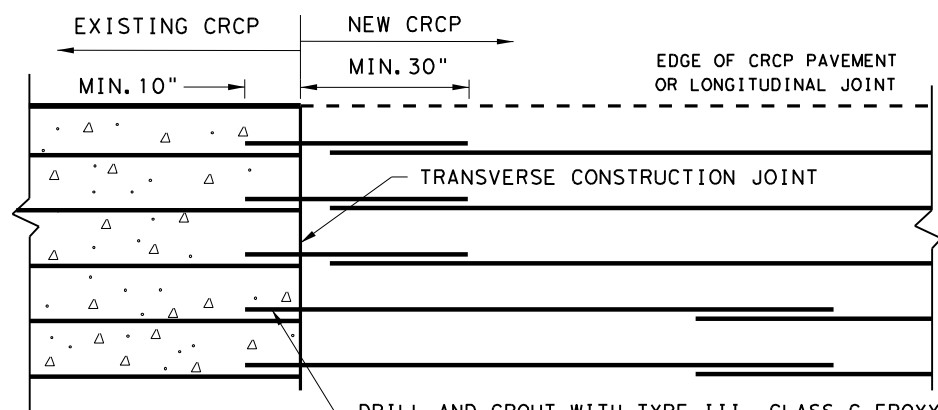 EXISTING CRCP
NEW CRCP
MIN. 10"
MIN. 30"
EDGE OF CRCP PAVEMENT
OR LONGITUDINAL JOINT
TRANSVERSE CONSTRUCTION JOINT
DRILL AND GROUT WITH TYPE III, CLASS C EPOXY